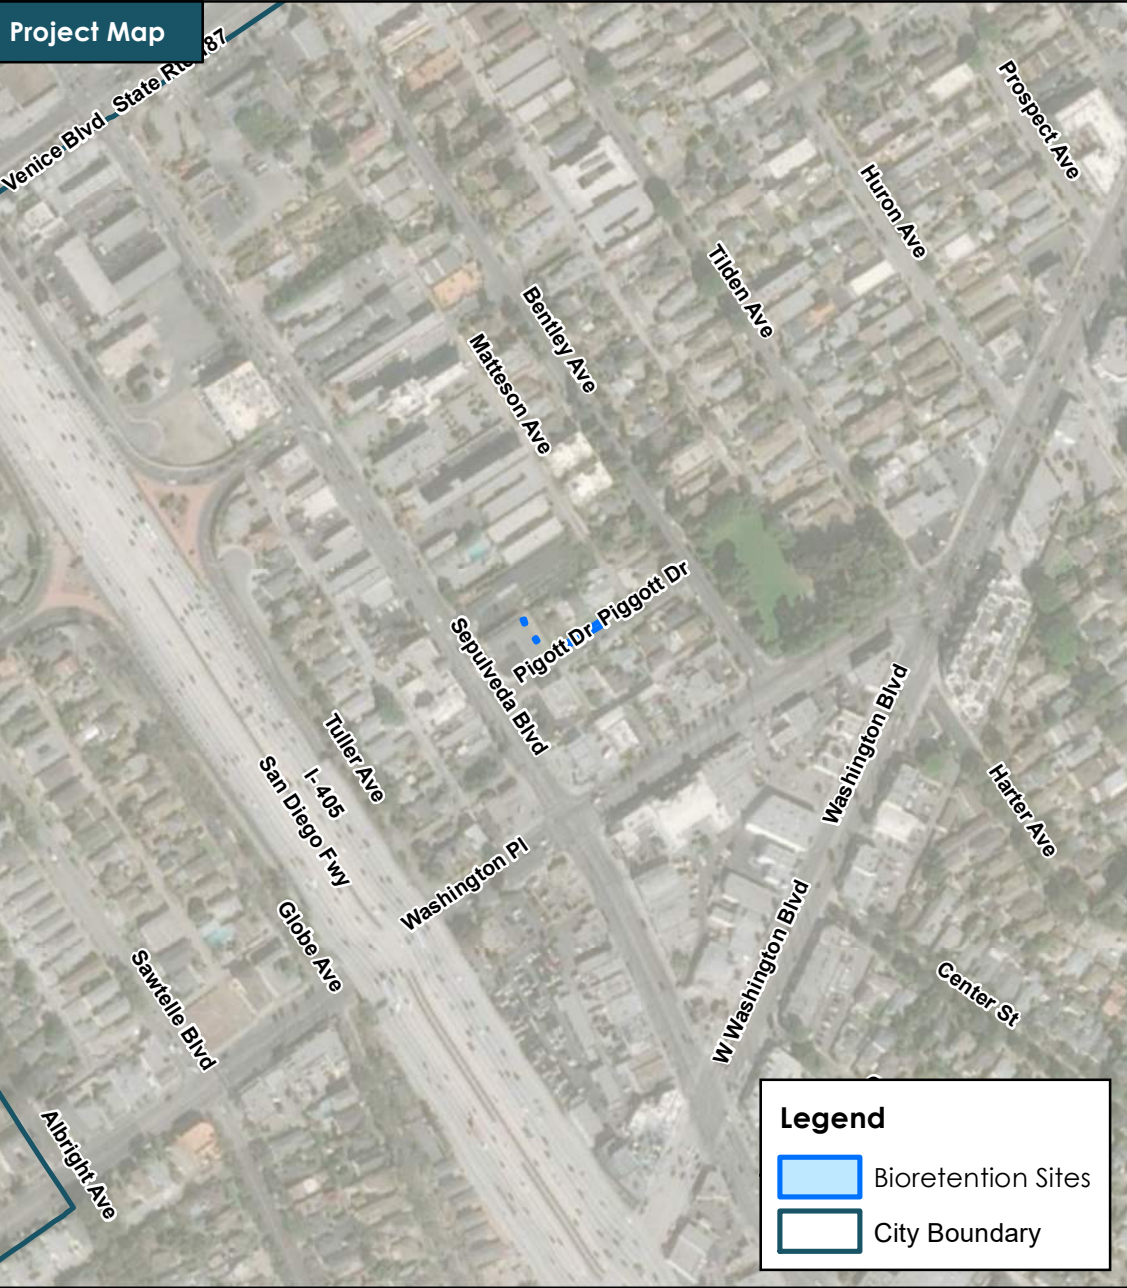 Project Map
Venice Blvd
State Rte 187
Prospect Ave
Huron Ave
Tilden Ave
Bentley Ave
Matteson Ave
Piggott Dr
Pigott Dr
Sepulveda Blvd
Washington Blvd
Tuller Ave
I-405
San Diego Fwy
Harter Ave
Washington Pl
Globe Ave
W Washington Blvd
Sawtelle Blvd
Center St
Albright Ave
Legend
Bioretention Sites
City Boundary